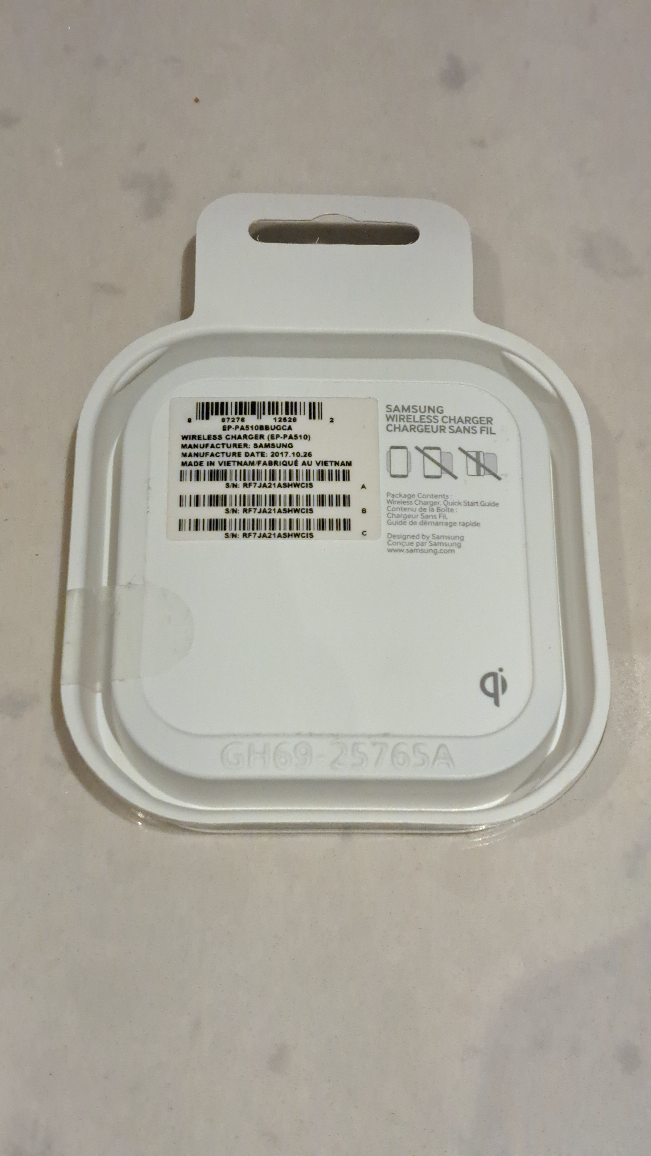 8 87276 12628 2
EP-PA510BBUGCA
WIRELESS CHARGER (EP-PA510)
MANUFACTURER: SAMSUNG
MANUFACTURE DATE: 2017.10.26
MADE IN VIETNAM/FABRIQUÉ AU VIETNAM
S/N: RF7JA21ASHWCIS A
S/N: RF7JA21ASHWCIS B
S/N: RF7JA21ASHWCIS C
SAMSUNG
WIRELESS CHARGER
CHARGEUR SANS FIL
Package Contents :
Wireless Charger, Quick Start Guide
Contenu de la Boîte :
Chargeur Sans Fil,
Guide de démarrage rapide
Designed by Samsung
Conçue par Samsung
www.samsung.com
qi
GH69-25765A